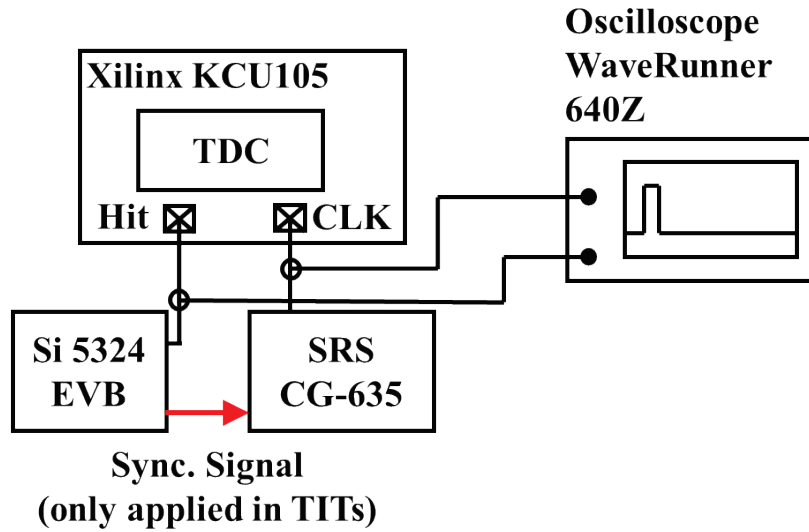 Oscilloscope
WaveRunner
640Z
Xilinx KCU105
TDC
Hit
CLK
Si 5324
EVB
SRS
CG-635
Sync. Signal
(only applied in TITs)